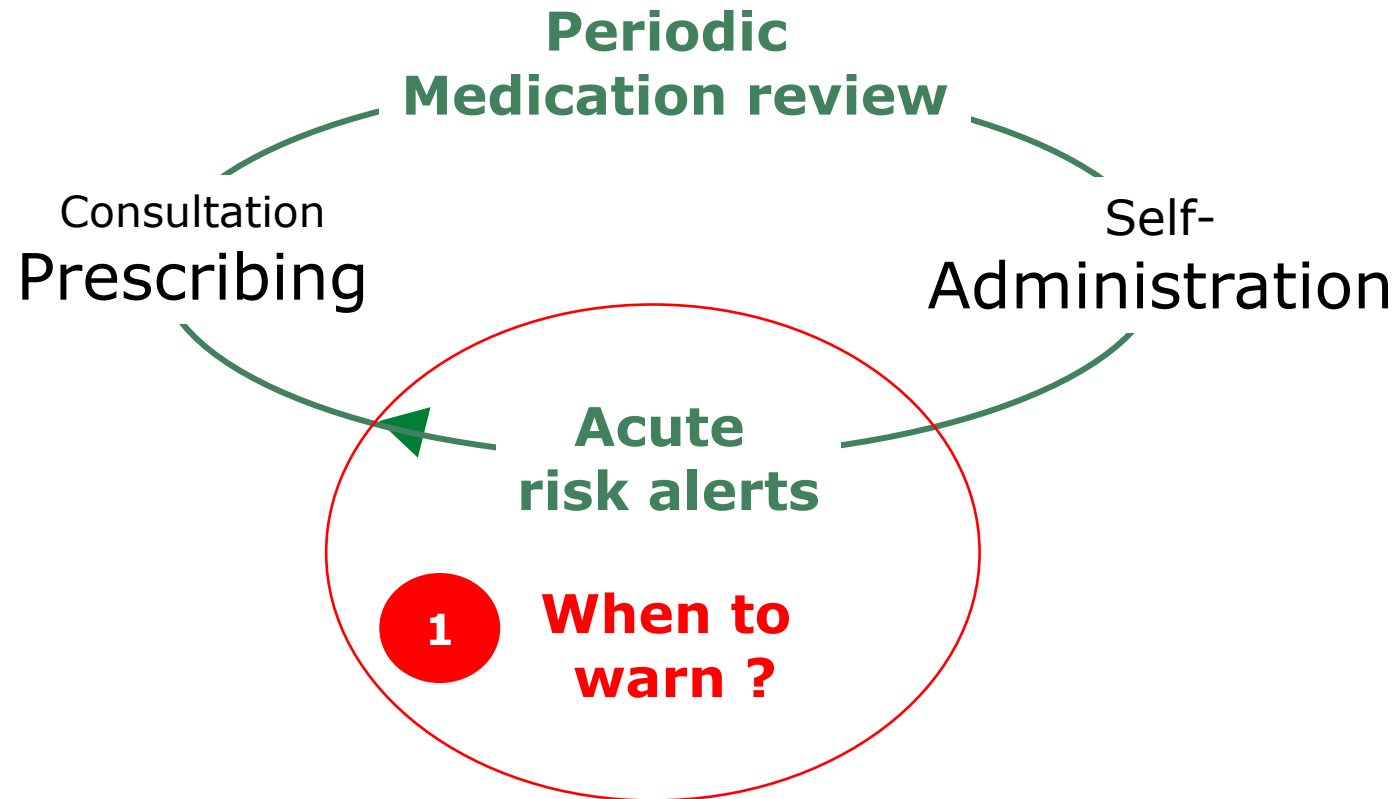 Periodic
Medication review
Consultation
Prescribing
Self-
Administration
Acute
risk alerts
1
When to
warn ?